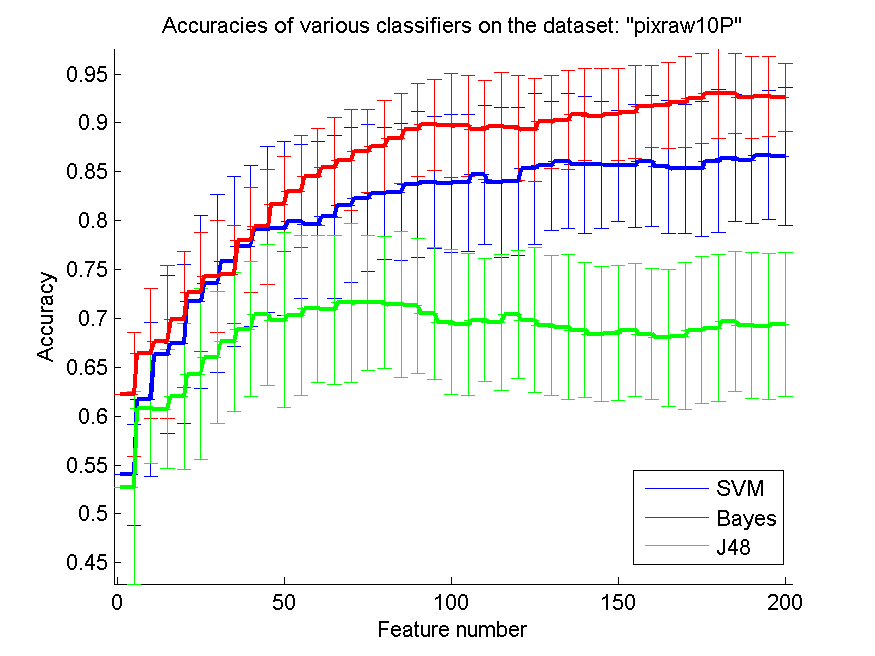 Accuracies of various classifiers on the dataset: "pixraw10P"
0.95
0.9
0.85
0.8
0.75
0.7
0.65
0.6
0.55
0.5
0.45
Accuracy
SVM
Bayes
J48
0 50 100 150 200
Feature number